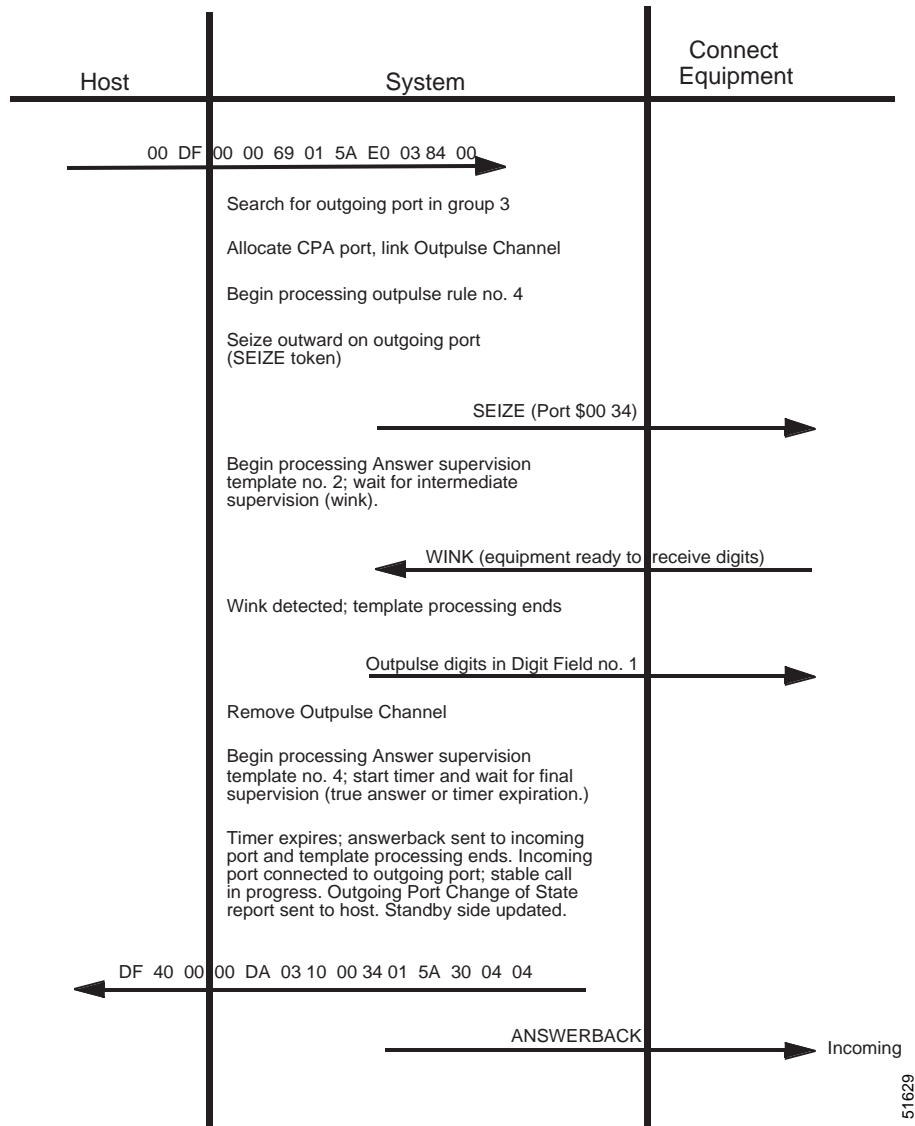 Host
System
Connect
Equipment
00 DF 00 00 69 01 5A E0 03 84 00
Search for outgoing port in group 3
Allocate CPA port, link Outpulse Channel
Begin processing outpulse rule no. 4
Seize outward on outgoing port
(SEIZE token)
SEIZE (Port $00 34)
Begin processing Answer supervision
template no. 2; wait for intermediate
supervision (wink).
WINK (equipment ready to receive digits)
Wink detected; template processing ends
Outpulse digits in Digit Field no. 1
Remove Outpulse Channel
Begin processing Answer supervision
template no. 4; start timer and wait for final
supervision (true answer or timer expiration.)
Timer expires; answerback sent to incoming
port and template processing ends. Incoming
port connected to outgoing port; stable call
in progress. Outgoing Port Change of State
report sent to host. Standby side updated.
DF 40 00 00 DA 03 10 00 34 01 5A 30 04 04
ANSWERBACK
Incoming
51629